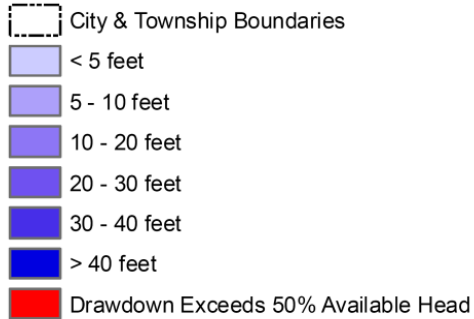 City & Township Boundaries
< 5 feet
5 - 10 feet
10 - 20 feet
20 - 30 feet
30 - 40 feet
> 40 feet
Drawdown Exceeds 50% Available Head